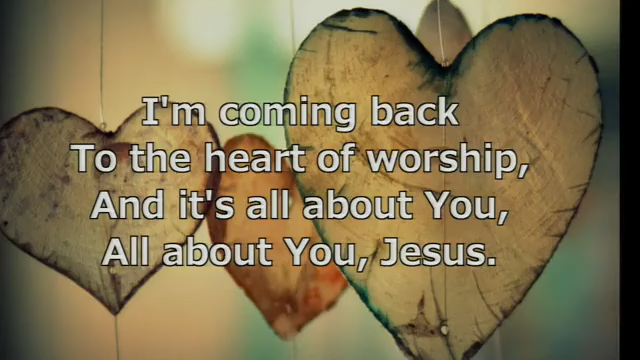 I'm coming back
To the heart of worship,
And it's all about You,
All about You, Jesus.